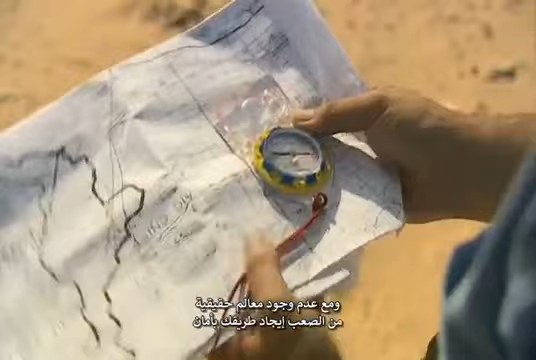 ومع عدم وجود معالم حقيقية
من الصعب إيجاد طريقك بأمان